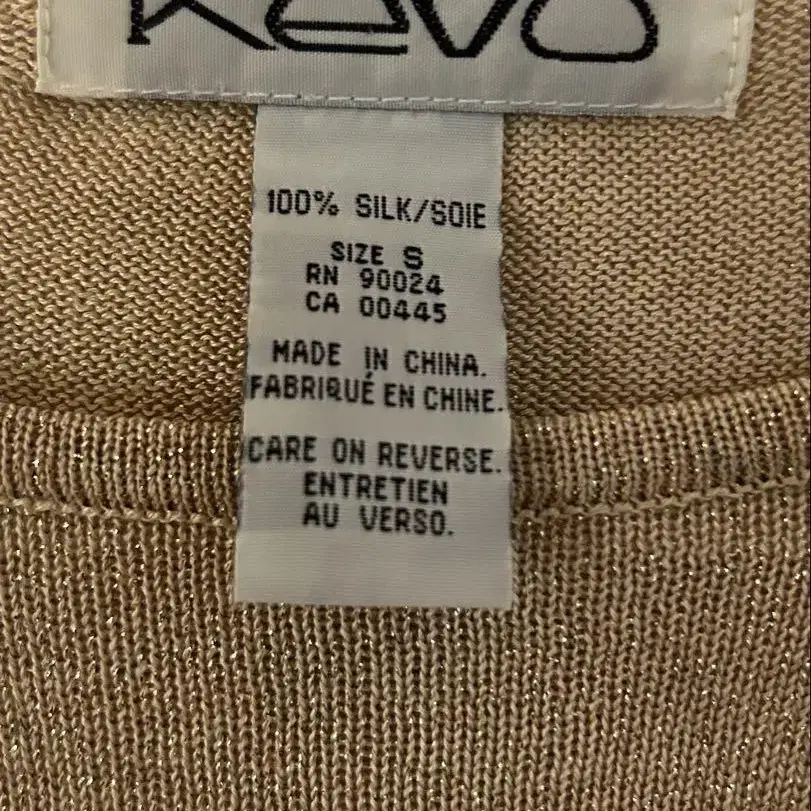 Kevo
100% SILK/SOIE
SIZE S
RN 90024
CA 00445
MADE IN CHINA.
FABRIQUÉ EN CHINE.
CARE ON REVERSE.
ENTRETIEN
AU VERSO.